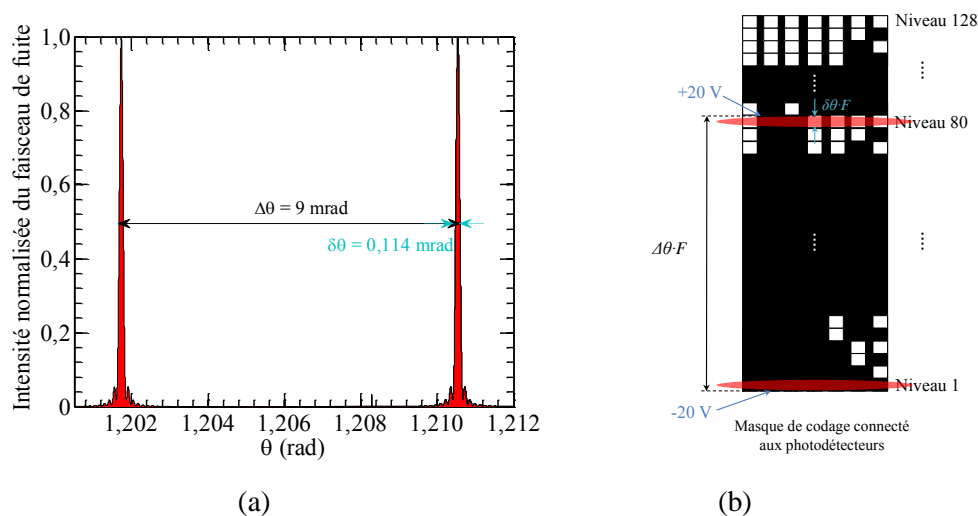 Intensité normalisée du faisceau de fuite
1,0
0,8
0,6
0,4
0,2
0
Δθ = 9 mrad
δθ = 0,114 mrad
1,202 1,204 1,206 1,208 1,210 1,212
θ (rad)
(a)
Niveau 128
+20 V
δθ·F
Niveau 80
Δθ·F
Niveau 1
-20 V
Masque de codage connecté
aux photodétecteurs
(b)